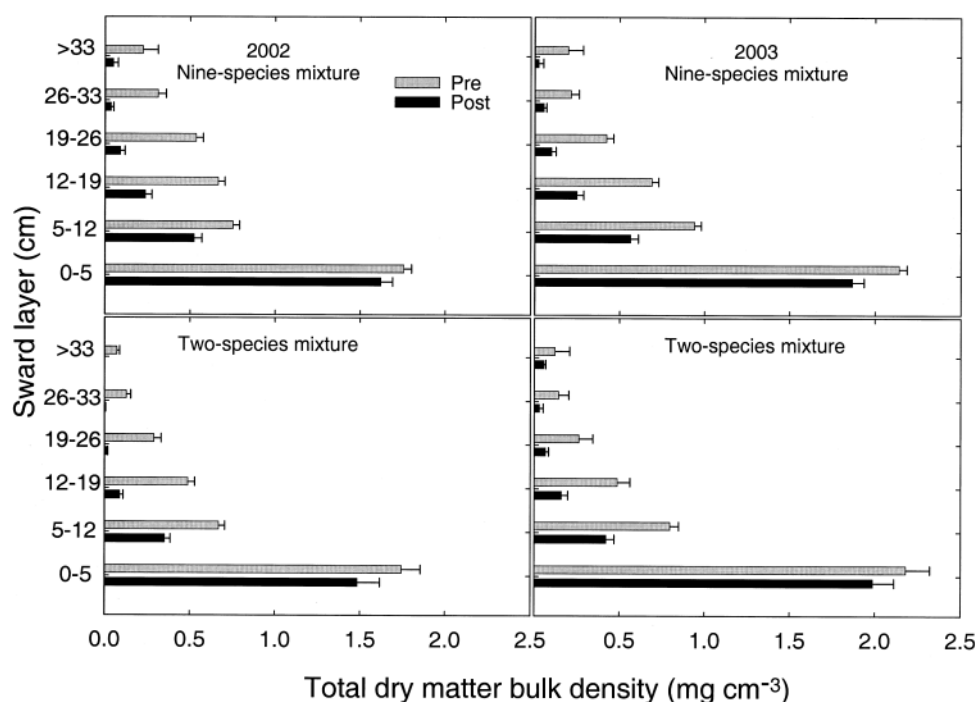 2002
Nine-species mixture
Pre
Post
2003
Nine-species mixture
>33
26-33
19-26
12-19
5-12
0-5
Two-species mixture
Two-species mixture
>33
26-33
19-26
12-19
5-12
0-5
Sward layer (cm)
0.0 0.5 1.0 1.5 2.0 2.5 0.5 1.0 1.5 2.0 2.5
Total dry matter bulk density (mg cm⁻³)